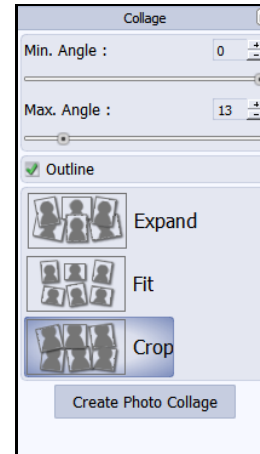 Collage
Min. Angle : 0
Max. Angle : 13
Outline
Expand
Fit
Crop
Create Photo Collage